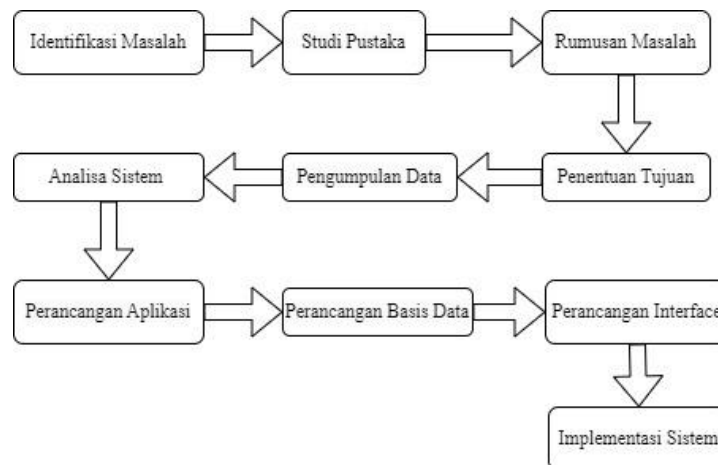 Identifikasi Masalah
Studi Pustaka
Rumusan Masalah
Penentuan Tujuan
Pengumpulan Data
Analisa Sistem
Perancangan Aplikasi
Perancangan Basis Data
Perancangan Interface
Implementasi Sistem